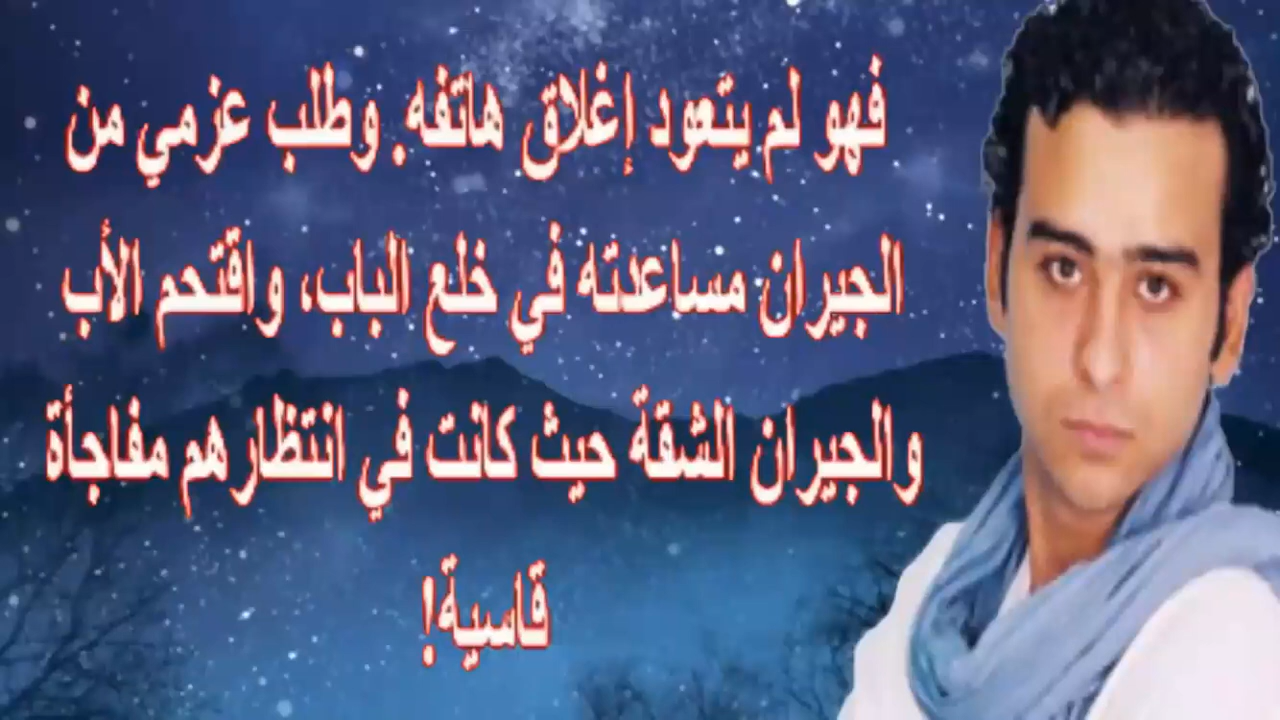 فهو لم يتعود إغلاق هاتفه. وطلب عزمي من
الجيران مساعدته في خلع الباب، واقتحم الأب
والجيران الشقة حيث كانت في انتظارهم مفاجأة
قاسية!